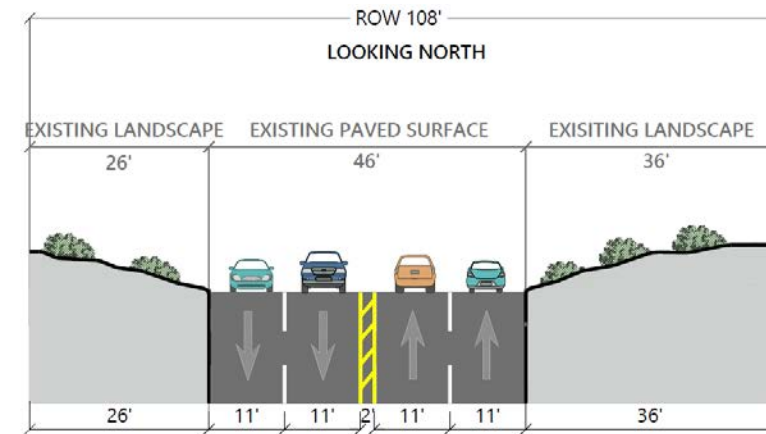 ROW 108'
LOOKING NORTH
EXISTING LANDSCAPE EXISTING PAVED SURFACE EXISITING LANDSCAPE
26' 46' 36'
26' 11' 11' 2' 11' 11' 36'